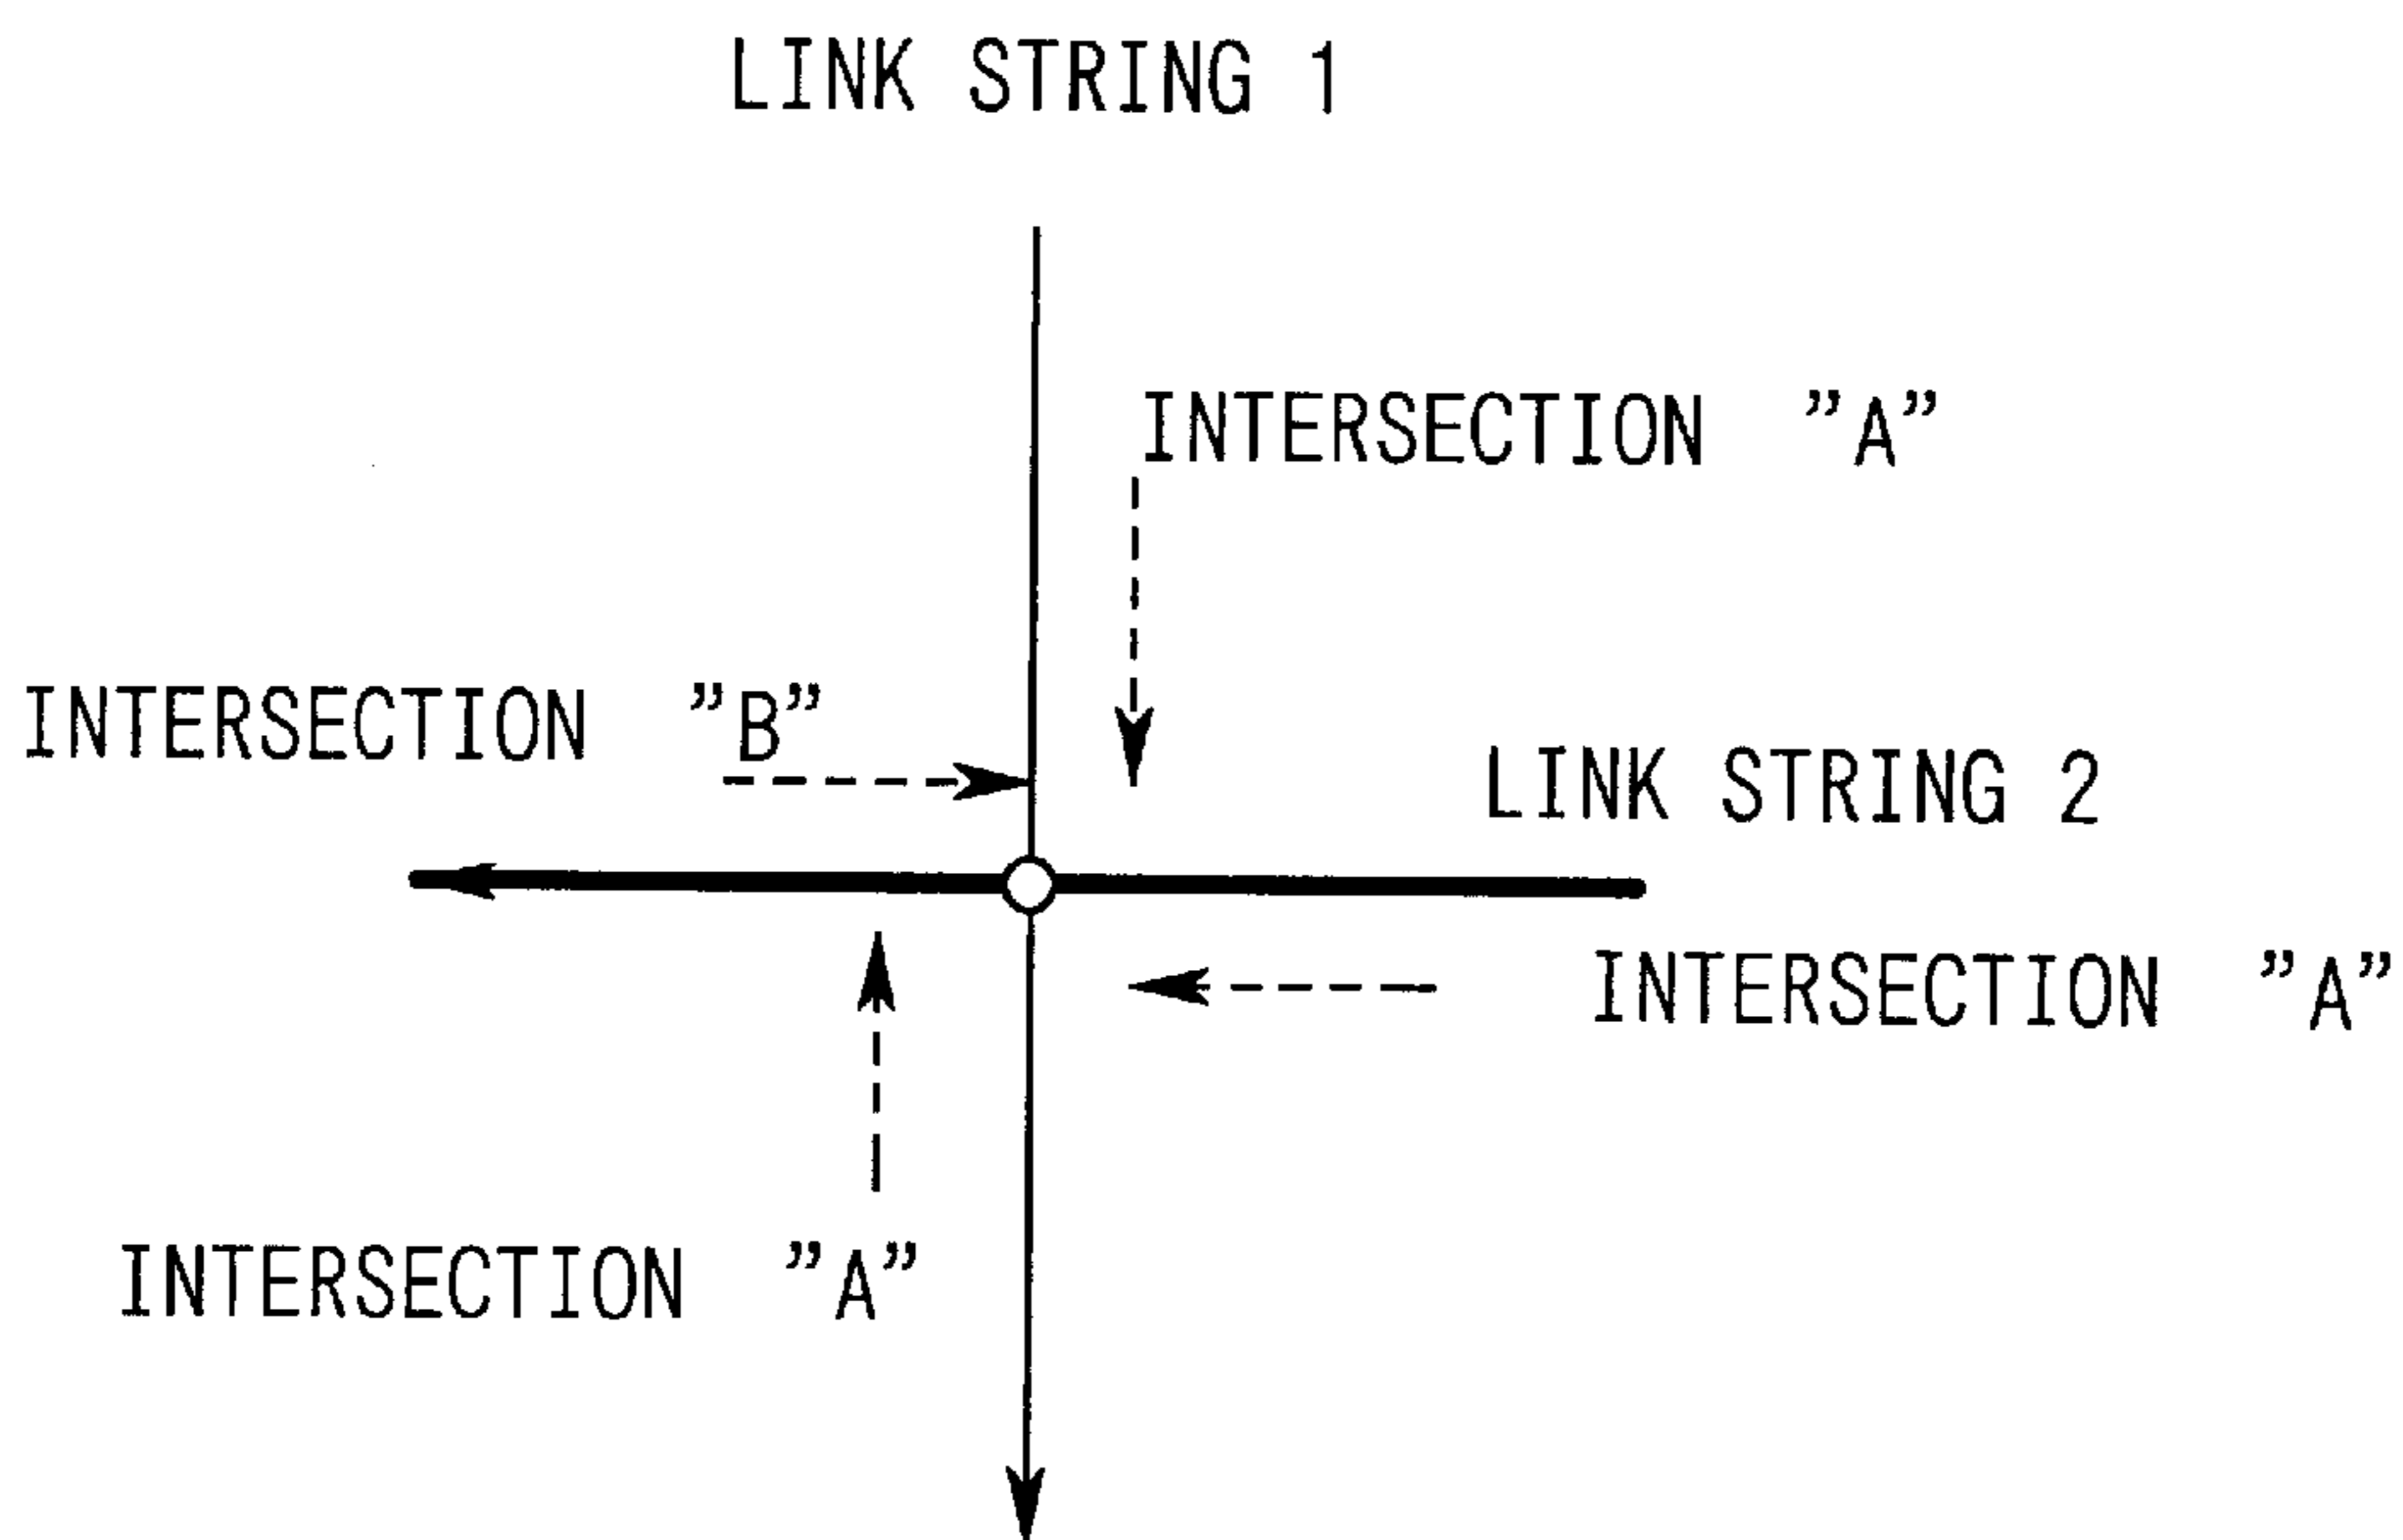 LINK STRING 1
INTERSECTION ”A”
INTERSECTION ”B”
LINK STRING 2
INTERSECTION ”A”
INTERSECTION ”A”